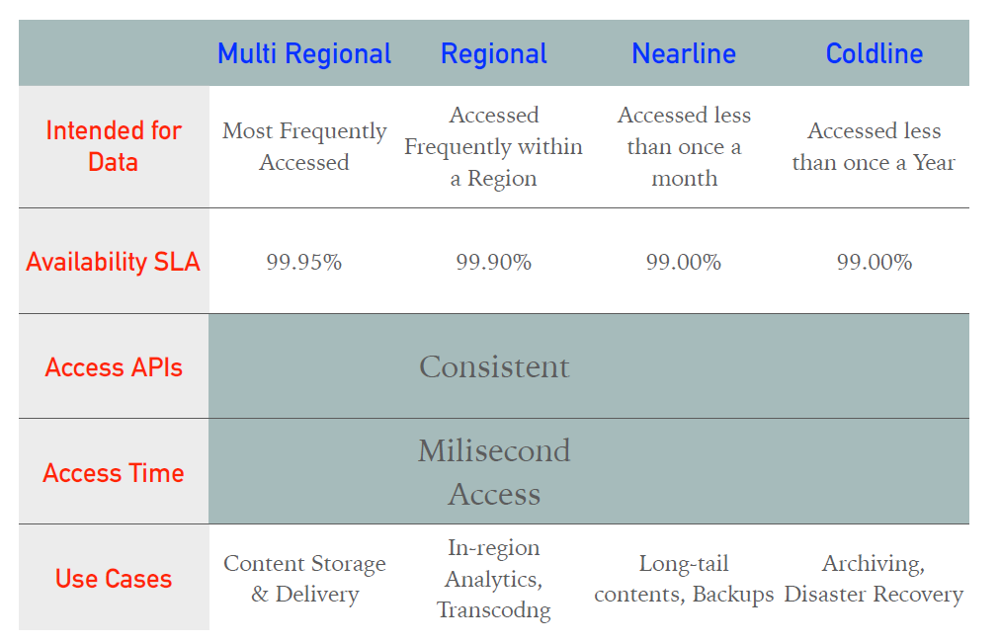 Multi Regional Regional Nearline Coldline
Intended for
Data
Most Frequently
Accessed
Accessed
Frequently within
a Region
Accessed less
than once a
month
Accessed less
than once a Year
Availability SLA 99.95% 99.90% 99.00% 99.00%
Access APIs Consistent
Access Time
Milisecond
Access
Use Cases
Content Storage
& Delivery
In-region
Analytics,
Transcodng
Long-tail
contents, Backups
Archiving,
Disaster Recovery